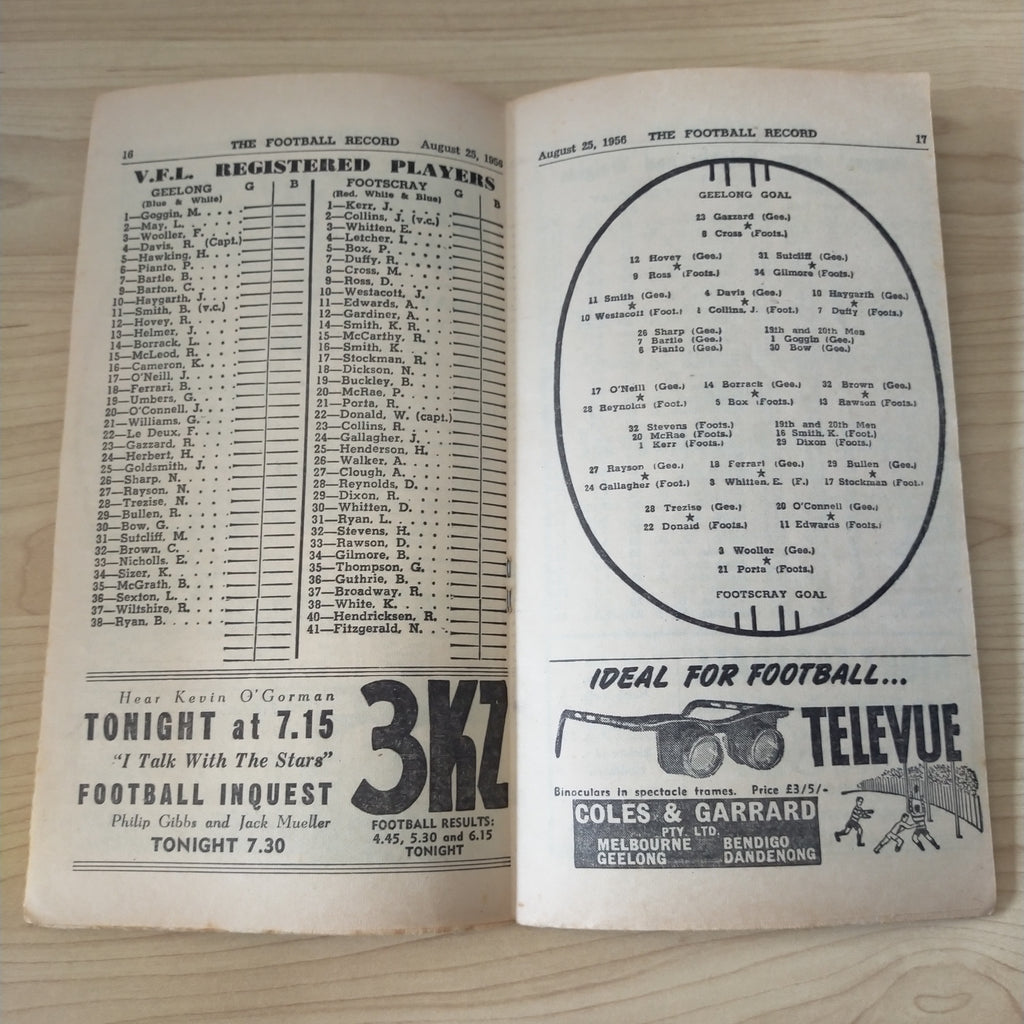 16 THE FOOTBALL RECORD August 25, 1956
V.F.L. REGISTERED PLAYERS
GEELONG G B
(Blue & White)
1—Goggin, M.
2—May, L.
3—Wooller, F.
4—Davis, R. (Capt.)
5—Hawking, H.
6—Pianto, P.
7—Bartle, B.
9—Barton, C.
10—Haygarth, J.
11—Smith, B. (v.c.)
12—Hovey, R.
13—Helmer, J.
14—Borrack, L.
15—McLeod, R.
16—Cameron, K.
17—O'Neill, J.
18—Ferrari, B.
19—Umbers, G.
20—O'Connell, J.
21—Williams, G.
22—Le Deux, F.
23—Gazzard, R.
24—Herbert, H.
25—Goldsmith, J.
26—Sharp, N.
27—Rayson, N.
28—Trezise, N.
29—Bullen, R.
30—Bow, G.
31—Sutcliff, M.
32—Brown, C.
33—Nicholls, E.
34—Sizer, K.
35—McGrath, B.
36—Sexton, L.
37—Wiltshire, R.
38—Ryan, B.
FOOTSCRAY G B
(Red, White & Blue)
1—Kerr, J.
2—Collins, J. (v.c.)
3—Whitten, E.
4—Letcher, I.
5—Box, P.
7—Duffy, R.
8—Cross, M.
9—Ross, D.
10—Westacott, J.
11—Edwards, A.
12—Gardiner, A.
14—Smith, K. R.
15—McCarthy, R.
16—Smith, K.
17—Stockman, R.
18—Dickson, N.
19—Buckley, B.
20—McRae, P.
21—Porta, R.
22—Donald, W. (capt.)
23—Collins, R.
24—Gallagher, J.
25—Henderson, H.
26—Walker, A.
27—Clough, A.
28—Reynolds, D.
29—Dixon, R.
30—Whitten, D.
31—Ryan, L.
32—Stevens, H.
33—Rawson, D.
34—Gilmore, B.
35—Thompson, G.
36—Guthrie, B.
37—Broadway, R.
38—White, K.
40—Hendricksen, R.
41—Fitzgerald, N.
Hear Kevin O'Gorman
TONIGHT at 7.15
"I Talk With The Stars"
FOOTBALL INQUEST
Philip Gibbs and Jack Mueller
TONIGHT 7.30
3KZ
FOOTBALL RESULTS:
4.45, 5.30 and 6.15
TONIGHT
August 25, 1956 THE FOOTBALL RECORD 17
GEELONG GOAL
23 Gazzard (Gee.)
8 Cross (Foots.)
12 Hovey (Gee.) 31 Sutcliff (Gee.)
9 Ross (Foots.) 34 Gilmore (Foots.)
11 Smith (Gee.) 4 Davis (Gee.) 10 Haygarth (Gee.)
10 Westacott (Foot.) Collins, J. (Foot.) 7 Duffy (Foots.)
26 Sharp (Gee.) 19th and 20th Men
7 Bartle (Gee.) 1 Goggin (Gee.)
6 Pianto (Gee.) 30 Bow (Gee.)
17 O'Neill (Gee.) 14 Borrack (Gee.) 32 Brown (Gee.)
28 Reynolds (Foot.) 5 Box (Foots.) Rawson (Foots.)
32 Stevens (Foots.) 19th and 20th Men
20 McRae (Foots.) 16 Smith, K. (Foot.)
1 Kerr (Foots.) 29 Dixon (Foots.)
27 Rayson (Gee.) 18 Ferrari (Gee.) 29 Bullen (Gee.)
24 Gallagher (Foot.) 3 Whitten, E. (F.) 17 Stockman (Foot.)
28 Trezise (Gee.) 20 O'Connell (Gee.)
22 Donald (Foots.) 11 Edwards (Foots.)
3 Wooller (Gee.)
21 Porta (Foots.)
FOOTSCRAY GOAL
IDEAL FOR FOOTBALL...
TELEVUE
Binoculars in spectacle frames. Price £3/5/-
COLES & GARRARD
PTY. LTD.
MELBOURNE BENDIGO
GEELONG DANDENONG